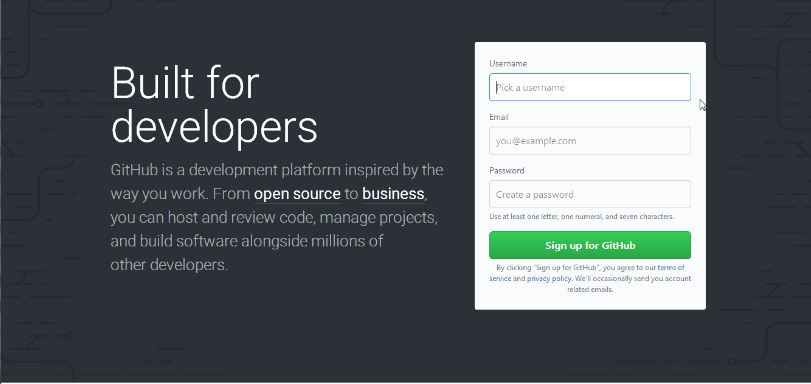 Built for
developers
GitHub is a development platform inspired by the
way you work. From open source to business,
you can host and review code, manage projects,
and build software alongside millions of
other developers.
Username
Pick a username
Email
you@example.com
Password
Create a password
Use at least one letter, one numeral, and seven characters.
Sign up for GitHub
By clicking "Sign up for GitHub", you agree to our terms of
service and privacy policy. We'll occasionally send you account
related emails.